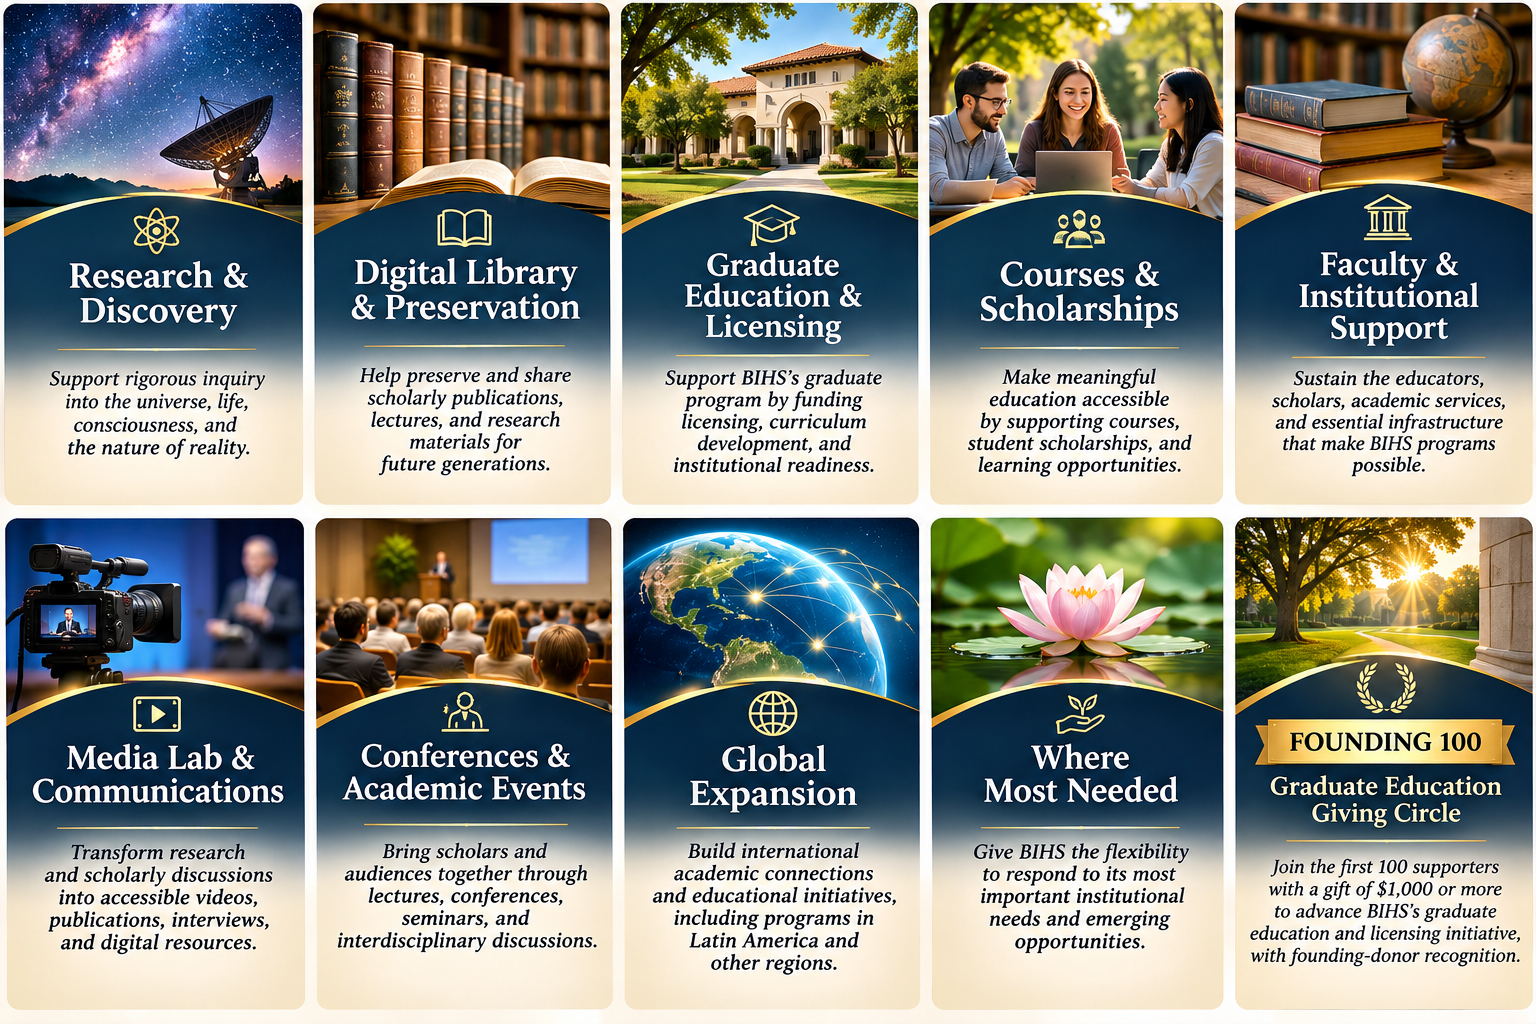 Research &
Discovery
Support rigorous inquiry
into the universe, life,
consciousness, and
the nature of reality.
Digital Library
& Preservation
Help preserve and share
scholarly publications,
lectures, and research
materials for
future generations.
Graduate
Education &
Licensing
Support BIHS's graduate
program by funding
licensing, curriculum
development, and
institutional readiness.
Courses &
Scholarships
Make meaningful
education accessible
by supporting courses,
student scholarships, and
learning opportunities.
Faculty &
Institutional
Support
Sustain the educators,
scholars, academic services,
and essential infrastructure
that make BIHS programs
possible.
Media Lab &
Communications
Transform research
and scholarly discussions
into accessible videos,
publications, interviews,
and digital resources.
Conferences &
Academic Events
Bring scholars and
audiences together through
lectures, conferences,
seminars, and
interdisciplinary discussions.
Global
Expansion
Build international
academic connections
and educational initiatives,
including programs in
Latin America and
other regions.
Where
Most Needed
Give BIHS the flexibility
to respond to its most
important institutional
needs and emerging
opportunities.
FOUNDING 100
Graduate Education
Giving Circle
Join the first 100 supporters
with a gift of $1,000 or more
to advance BIHS's graduate
education and licensing initiative,
with founding-donor recognition.